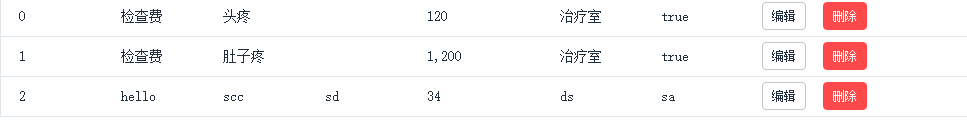 0 检查费 头疼 120 治疗室 true 编辑 删除
1 检查费 肚子疼 1,200 治疗室 true 编辑 删除
2 hello scc sd 34 ds sa 编辑 删除